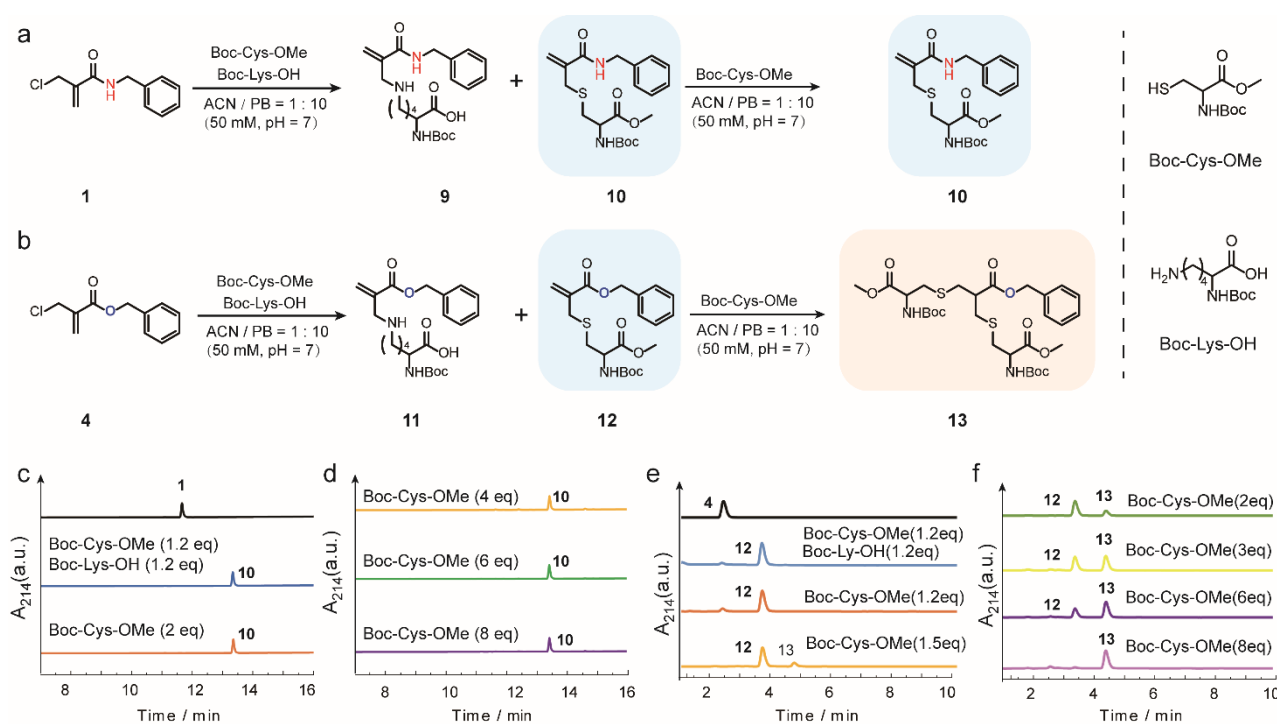 a
Boc-Cys-OMe
Boc-Lys-OH
ACN / PB = 1 : 10
(50 mM, pH = 7)
Cl
O
N
H
1
O
N
H
NH
4
O
OH
NHBoc
9
+
O
N
H
S
O
O
NHBoc
10
Boc-Cys-OMe
ACN / PB = 1 : 10
(50 mM, pH = 7)
O
N
H
S
O
O
NHBoc
10
HS
O
O
NHBoc
Boc-Cys-OMe
b
Boc-Cys-OMe
Boc-Lys-OH
ACN / PB = 1 : 10
(50 mM, pH = 7)
Cl
O
O
4
O
O
NH
4
O
OH
NHBoc
11
+
O
O
S
O
O
NHBoc
12
Boc-Cys-OMe
ACN / PB = 1 : 10
(50 mM, pH = 7)
O
O
NHBoc
S
O
O
S
O
O
NHBoc
13
H2N
4
O
OH
NHBoc
Boc-Lys-OH
c
1
Boc-Cys-OMe (1.2 eq)
Boc-Lys-OH (1.2 eq)
10
Boc-Cys-OMe (2 eq)
10
A214(a.u.)
8 10 12 14 16
Time / min
d
Boc-Cys-OMe (4 eq)
10
Boc-Cys-OMe (6 eq)
10
Boc-Cys-OMe (8 eq)
10
A214(a.u.)
8 10 12 14 16
Time / min
e
4
Boc-Cys-OMe(1.2eq)
Boc-Ly-OH(1.2eq)
12
12
Boc-Cys-OMe(1.2eq)
12
13
Boc-Cys-OMe(1.5eq)
A214(a.u.)
2 4 6 8 10
Time / min
f
12 13 Boc-Cys-OMe(2eq)
12 13 Boc-Cys-OMe(3eq)
12 13 Boc-Cys-OMe(6eq)
13 Boc-Cys-OMe(8eq)
A214(a.u.)
2 4 6 8 10
Time / min